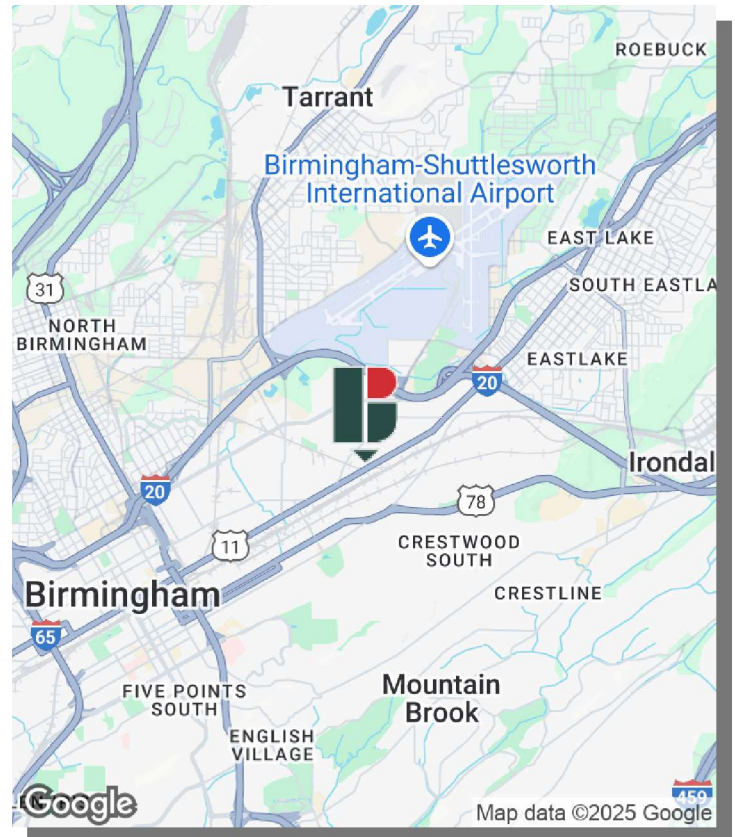 ROEBUCK
Tarrant
Birmingham-Shuttlesworth
International Airport
EAST LAKE
SOUTH EASTLA
31
NORTH
BIRMINGHAM
EASTLAKE
20
Irondal
20
78
11
CRESTWOOD
SOUTH
Birmingham
CRESTLINE
65
Mountain
Brook
FIVE POINTS
SOUTH
ENGLISH
VILLAGE
459
Google
Map data ©2025 Google